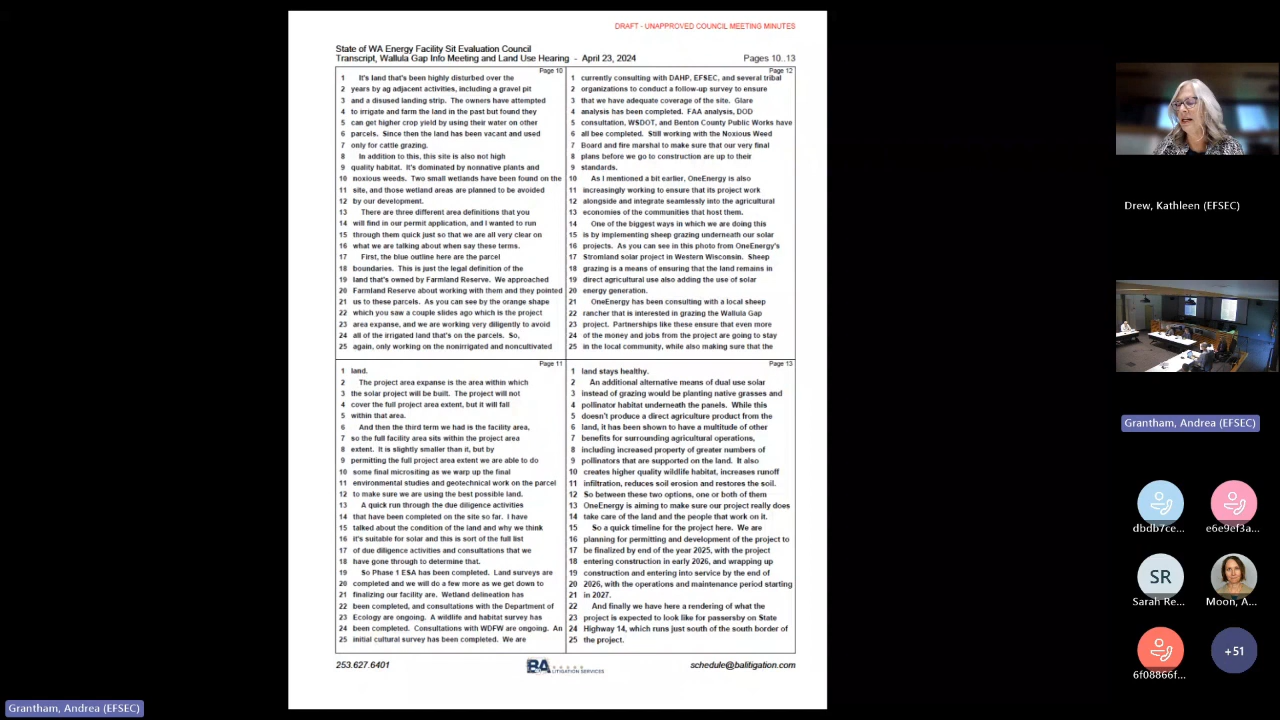 DRAFT - UNAPPROVED COUNCIL MEETING MINUTES
State of WA Energy Facility Sit Evaluation Council
Transcript, Wallula Gap Info Meeting and Land Use Hearing - April 23, 2024
Pages 10..13
Page 10
1 It's land that's been highly disturbed over the
2 years by ag adjacent activities, including a gravel pit
3 and a disused landing strip. The owners have attempted
4 to irrigate and farm the land in the past but found they
5 can get higher crop yield by using their water on other
6 parcels. Since then the land has been vacant and used
7 only for cattle grazing.
8 In addition to this, this site is also not high
9 quality habitat. It's dominated by nonnative plants and
10 noxious weeds. Two small wetlands have been found on the
11 site, and those wetland areas are planned to be avoided
12 by our development.
13 There are three different area definitions that you
14 will find in our permit application, and I wanted to run
15 through them quick just so that we are all very clear on
16 what we are talking about when say these terms.
17 First, the blue outline here are the parcel
18 boundaries. This is just the legal definition of the
19 land that's owned by Farmland Reserve. We approached
20 Farmland Reserve about working with them and they pointed
21 us to these parcels. As you can see by the orange shape
22 which you saw a couple slides ago which is the project
23 area expanse, and we are working very diligently to avoid
24 all of the irrigated land that's on the parcels. So,
25 again, only working on the nonirrigated and noncultivated
Page 11
1 land.
2 The project area expanse is the area within which
3 the solar project will be built. The project will not
4 cover the full project area extent, but it will fall
5 within that area.
6 And then the third term we had is the facility area,
7 so the full facility area sits within the project area
8 extent. It is slightly smaller than it, but by
9 permitting the full project area extent we are able to do
10 some final micrositing as we warp up the final
11 environmental studies and geotechnical work on the parcel
12 to make sure we are using the best possible land.
13 A quick run through the due diligence activities
14 that have been completed on the site so far. I have
15 talked about the condition of the land and why we think
16 it's suitable for solar and this is sort of the full list
17 of due diligence activities and consultations that we
18 have gone through to determine that.
19 So Phase 1 ESA has been completed. Land surveys are
20 completed and we will do a few more as we get down to
21 finalizing our facility are. Wetland delineation has
22 been completed, and consultations with the Department of
23 Ecology are ongoing. A wildlife and habitat survey has
24 been completed. Consultations with WDFW are ongoing. An
25 initial cultural survey has been completed. We are
Page 12
1 currently consulting with DAHP, EFSEC, and several tribal
2 organizations to conduct a follow-up survey to ensure
3 that we have adequate coverage of the site. Glare
4 analysis has been completed. FAA analysis, DOD
5 consultation, WSDOT, and Benton County Public Works have
6 all bee completed. Still working with the Noxious Weed
7 Board and fire marshal to make sure that our very final
8 plans before we go to construction are up to their
9 standards.
10 As I mentioned a bit earlier, OneEnergy is also
11 increasingly working to ensure that its project work
12 alongside and integrate seamlessly into the agricultural
13 economies of the communities that host them.
14 One of the biggest ways in which we are doing this
15 is by implementing sheep grazing underneath our solar
16 projects. As you can see in this photo from OneEnergy's
17 Stromland solar project in Western Wisconsin. Sheep
18 grazing is a means of ensuring that the land remains in
19 direct agricultural use also adding the use of solar
20 energy generation.
21 OneEnergy has been consulting with a local sheep
22 rancher that is interested in grazing the Wallula Gap
23 project. Partnerships like these ensure that even more
24 of the money and jobs from the project are going to stay
25 in the local community, while also making sure that the
Page 13
1 land stays healthy.
2 An additional alternative means of dual use solar
3 instead of grazing would be planting native grasses and
4 pollinator habitat underneath the panels. While this
5 doesn't produce a direct agriculture product from the
6 land, it has been shown to have a multitude of other
7 benefits for surrounding agricultural operations,
8 including increased property of greater numbers of
9 pollinators that are supported on the land. It also
10 creates higher quality wildlife habitat, increases runoff
11 infiltration, reduces soil erosion and restores the soil.
12 So between these two options, one or both of them
13 OneEnergy is aiming to make sure our project really does
14 take care of the land and the people that work on it.
15 So a quick timeline for the project here. We are
16 planning for permitting and development of the project to
17 be finalized by end of the year 2025, with the project
18 entering construction in early 2026, and wrapping up
19 construction and entering into service by the end of
20 2026, with the operations and maintenance period starting
21 in 2027.
22 And finally we have here a rendering of what the
23 project is expected to look like for passersby on State
24 Highway 14, which runs just south of the south border of
25 the project.
253.627.6401
BA LITIGATION SERVICES
schedule@balitigation.com
Grantham, Andrea (EFSEC)
Drew, Kathleen (EFSEC)
Grantham, Andrea (EFSEC)
dbdb7ce...
e6e9ef3a...
SR
Sarah Re...
Moon, A...
6f08866f...
+51